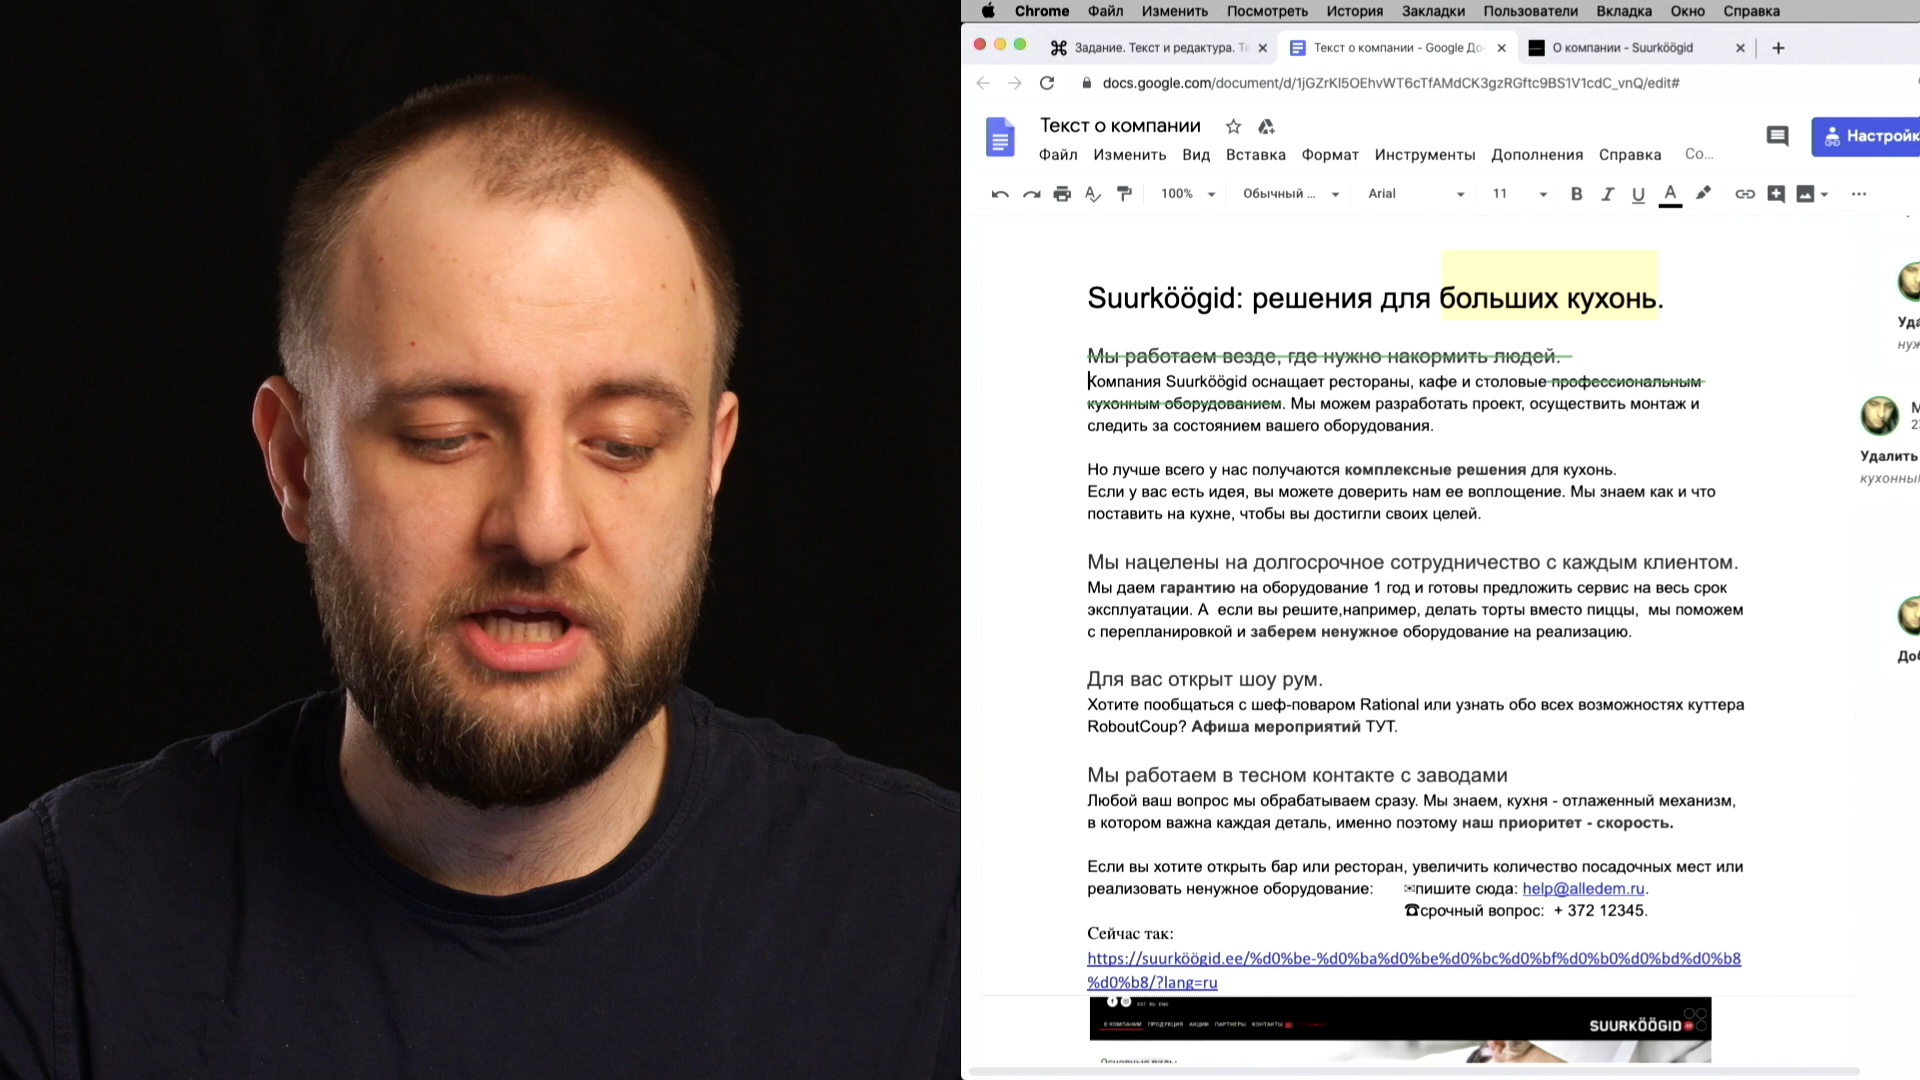 Chrome Файл Изменить Посмотреть История Закладки Пользователи Вкладка Окно Справка
Задание. Текст и редактура. Текст о компании - Google До О компании - Suurköögid
docs.google.com/document/d/1jGZrKl5OEhvWT6cTfAMdCK3gzRGftc9BS1V1cdC_vnQ/edit#
Текст о компании
Файл Изменить Вид Вставка Формат Инструменты Дополнения Справка Со...
Настройк
100% Обычный ... Arial 11 B I U A
Suurköögid: решения для больших кухонь.
Мы работаем везде, где нужно накормить людей.
Компания Suurköögid оснащает рестораны, кафе и столовые профессиональным
кухонным оборудованием. Мы можем разработать проект, осуществить монтаж и
следить за состоянием вашего оборудования.
Но лучше всего у нас получаются комплексные решения для кухонь.
Если у вас есть идея, вы можете доверить нам ее воплощение. Мы знаем как и что
поставить на кухне, чтобы вы достигли своих целей.
Мы нацелены на долгосрочное сотрудничество с каждым клиентом.
Мы даем гарантию на оборудование 1 год и готовы предложить сервис на весь срок
эксплуатации. А если вы решите,например, делать торты вместо пиццы, мы поможем
с перепланировкой и заберем ненужное оборудование на реализацию.
Для вас открыт шоу рум.
Хотите пообщаться с шеф-поваром Rational или узнать обо всех возможностях куттера
RoboutCoup? Афиша мероприятий ТУТ.
Мы работаем в тесном контакте с заводами
Любой ваш вопрос мы обрабатываем сразу. Мы знаем, кухня - отлаженный механизм,
в котором важна каждая деталь, именно поэтому наш приоритет - скорость.
Если вы хотите открыть бар или ресторан, увеличить количество посадочных мест или
реализовать ненужное оборудование: ✉пишите сюда: help@alledem.ru.
☎срочный вопрос: + 372 12345.
Сейчас так:
https://suurköögid.ee/%d0%be-%d0%ba%d0%be%d0%bc%d0%bf%d0%b0%d0%bd%d0%b8
%d0%b8/?lang=ru
О КОМПАНИИ ПРОДУКЦИЯ АКЦИИ ПАРТНЕРЫ КОНТАКТЫ
SUURKÖÖGID
Уда
нуж
М
23
Удалить
кухонный
Доб